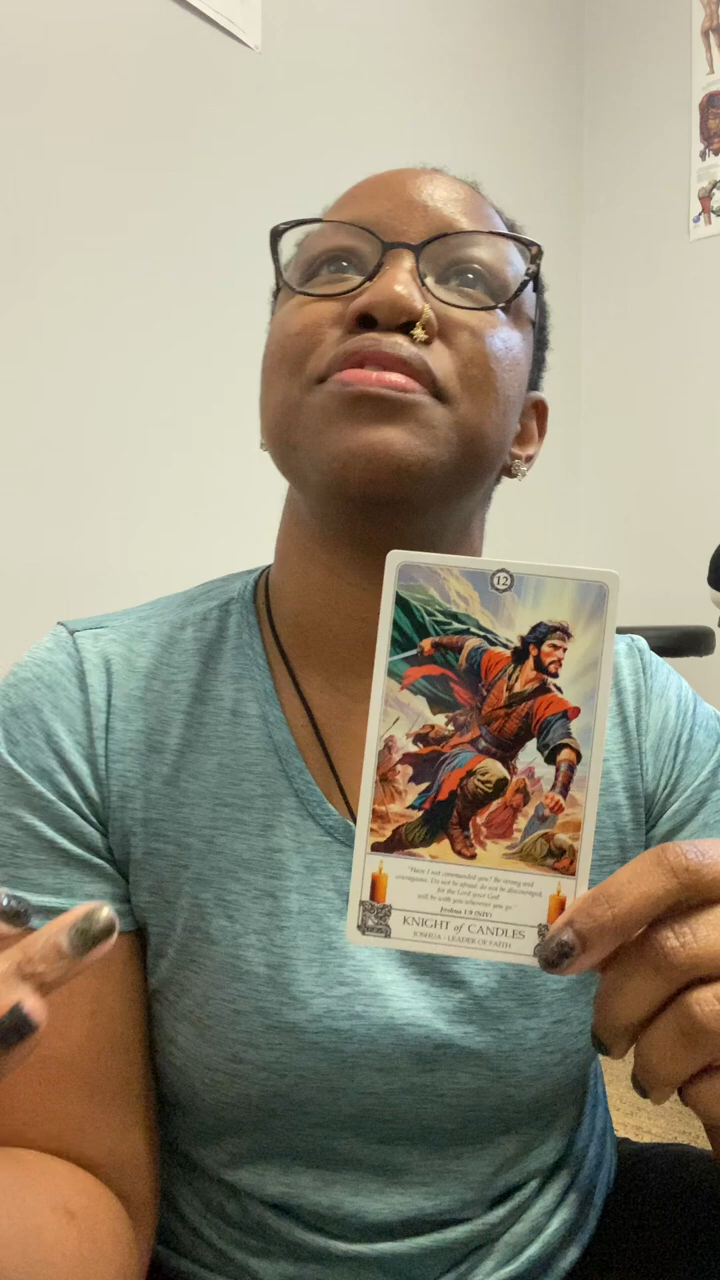 12
"Have I not commanded you? Be strong and
courageous. Do not be afraid; do not be discouraged,
for the Lord your God
will be with you wherever you go."
Joshua 1:9 (NIV)
KNIGHT of CANDLES
JOSHUA - LEADER OF FAITH